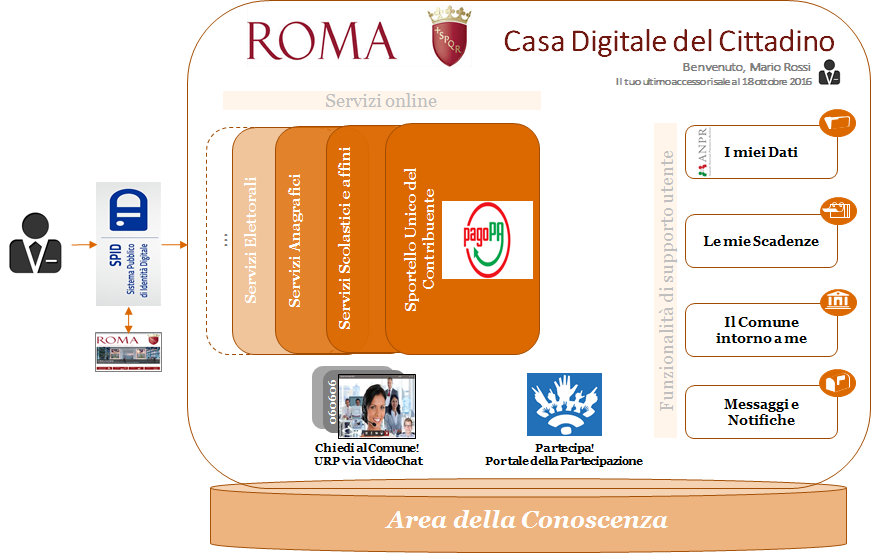 ROMA
SPQR
Casa Digitale del Cittadino
Benvenuto, Mario Rossi
Il tuo ultimo accesso risale al 18 ottobre 2016
Servizi online
...
Servizi Elettorali
Servizi Anagrafici
Servizi Scolastici e affini
Sportello Unico del
Contribuente
pagoPA
iD
SPID
Sistema Pubblico
di Identità Digitale
ROMA
Funzionalità di supporto utente
ANPR
I miei Dati
Le mie Scadenze
Il Comune
intorno a me
Messaggi e
Notifiche
060606
Chiedi al Comune!
URP via VideoChat
Partecipa!
Portale della Partecipazione
Area della Conoscenza